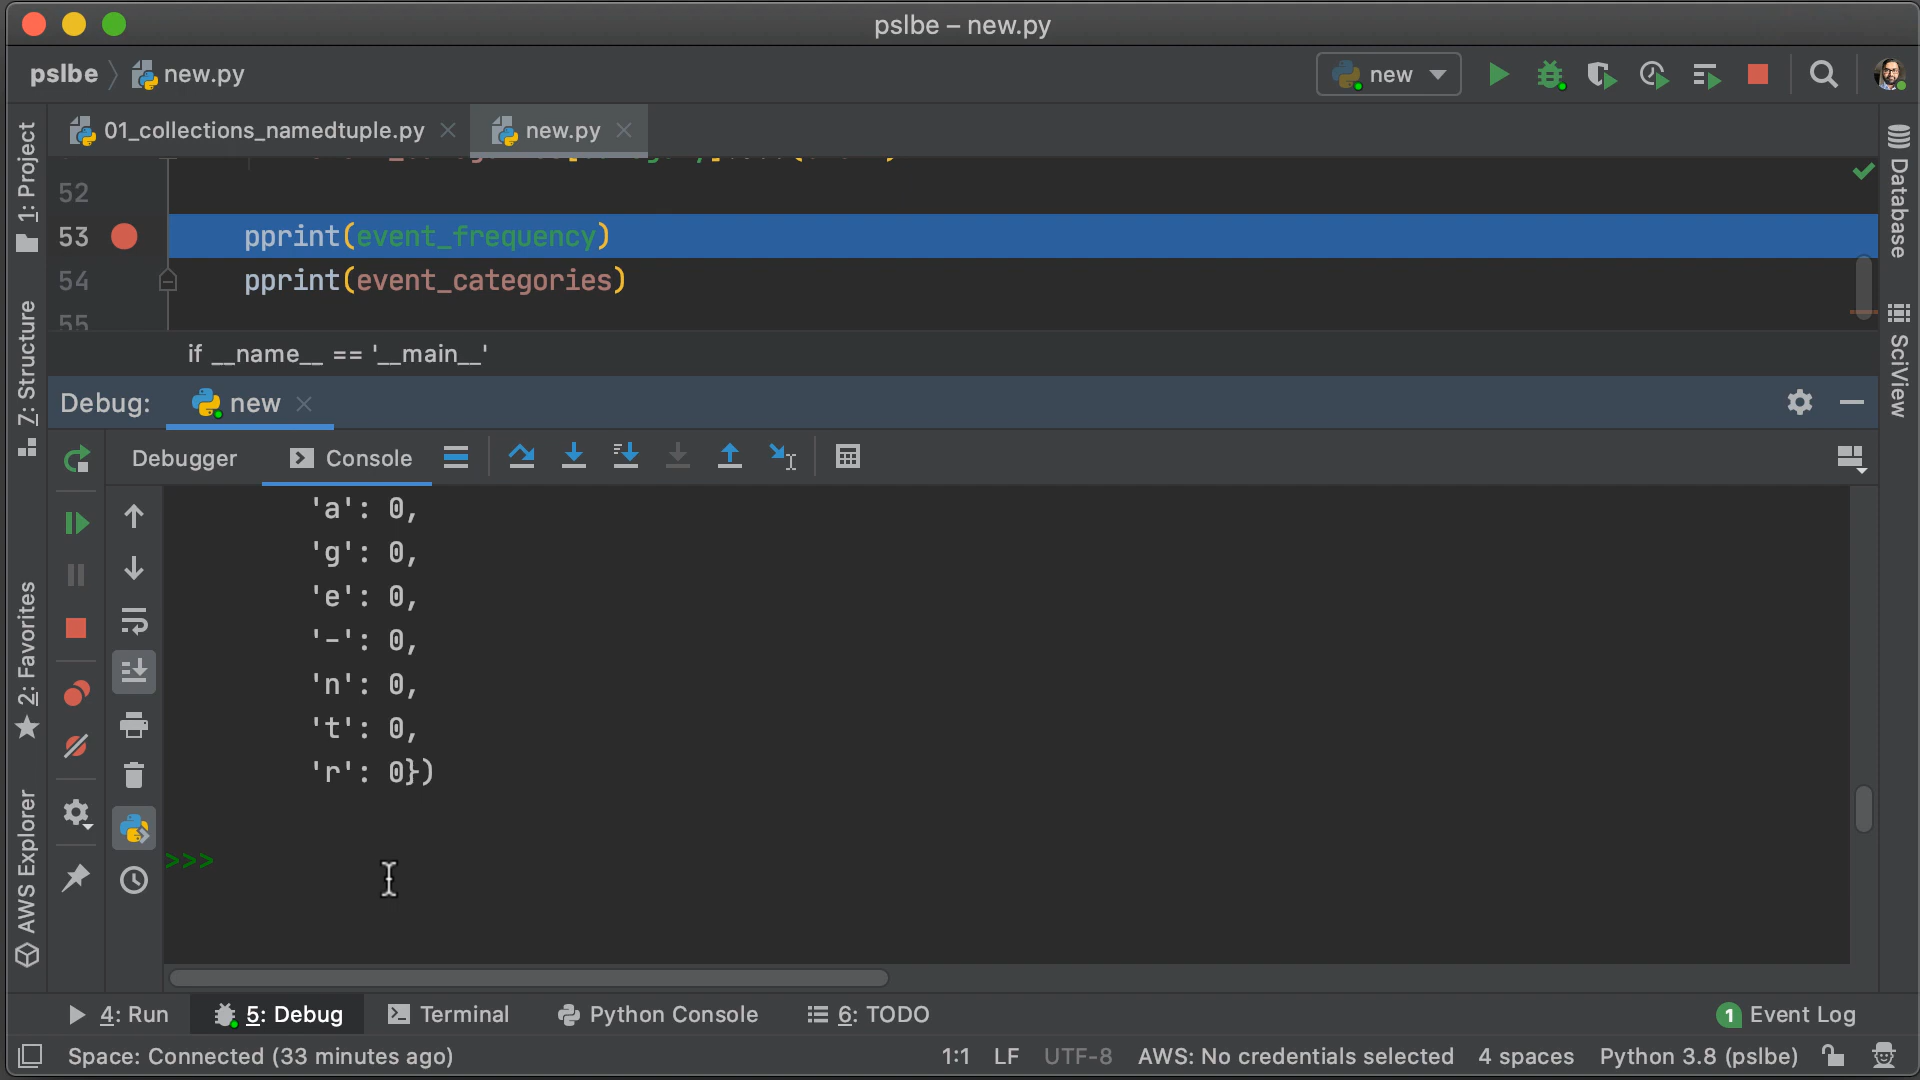 pslbe – new.py
pslbe
new.py
new
01_collections_namedtuple.py
new.py
52
53 pprint(event_frequency)
54 pprint(event_categories)
55
if __name__ == '__main__'
Debug:
new
Debugger
Console
'a': 0,
'g': 0,
'e': 0,
'-': 0,
'n': 0,
't': 0,
'r': 0})
>>>
1: Project
7: Structure
2: Favorites
AWS Explorer
Database
SciView
4: Run
5: Debug
Terminal
Python Console
6: TODO
1 Event Log
Space: Connected (33 minutes ago)
1:1
LF
UTF-8
AWS: No credentials selected
4 spaces
Python 3.8 (pslbe)